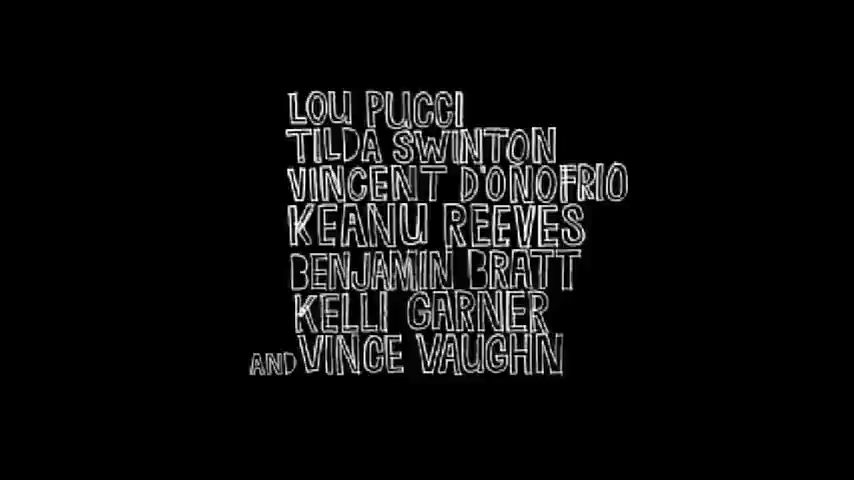 LOU PUCCI
TILDA SWINTON
VINCENT D'ONOFRIO
KEANU REEVES
BENJAMIN BRATT
KELLI GARNER
AND VINCE VAUGHN